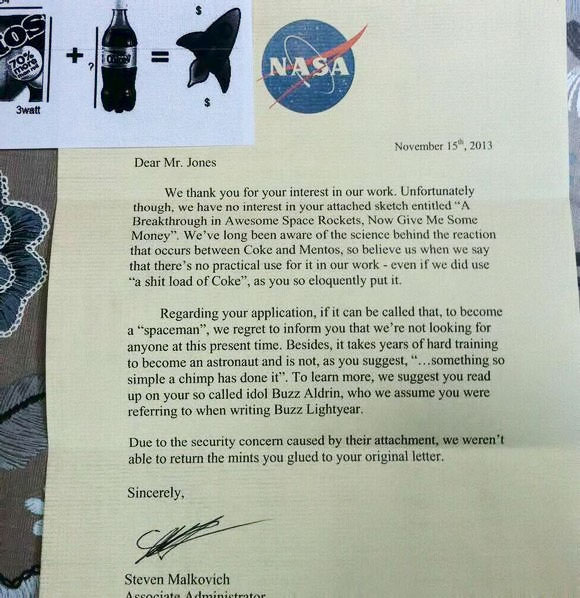 OS
70%
more
3watt
+
?
=
$
$
NASA
November 15th, 2013
Dear Mr. Jones
We thank you for your interest in our work. Unfortunately
though, we have no interest in your attached sketch entitled “A
Breakthrough in Awesome Space Rockets, Now Give Me Some
Money”. We’ve long been aware of the science behind the reaction
that occurs between Coke and Mentos, so believe us when we say
that there’s no practical use for it in our work - even if we did use
“a shit load of Coke”, as you so eloquently put it.
Regarding your application, if it can be called that, to become
a “spaceman”, we regret to inform you that we’re not looking for
anyone at this present time. Besides, it takes years of hard training
to become an astronaut and is not, as you suggest, “…something so
simple a chimp has done it”. To learn more, we suggest you read
up on your so called idol Buzz Aldrin, who we assume you were
referring to when writing Buzz Lightyear.
Due to the security concern caused by their attachment, we weren’t
able to return the mints you glued to your original letter.
Sincerely,
Steven Malkovich
Associate Administrator